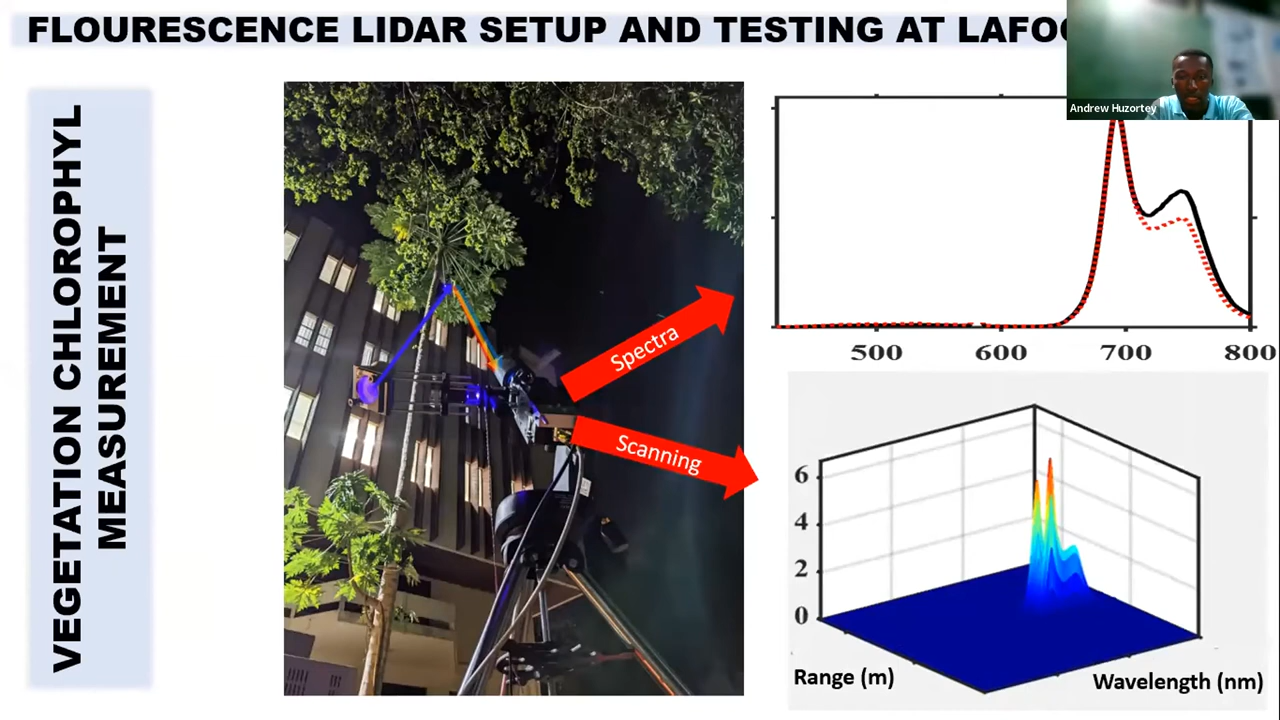 FLOURESCENCE LIDAR SETUP AND TESTING AT
Andrew Huzortey
VEGETATION CHLOROPHYL
MEASUREMENT
Spectra
Scanning
500 600 700 800
6
4
2
0
Range (m)
Wavelength (nm)